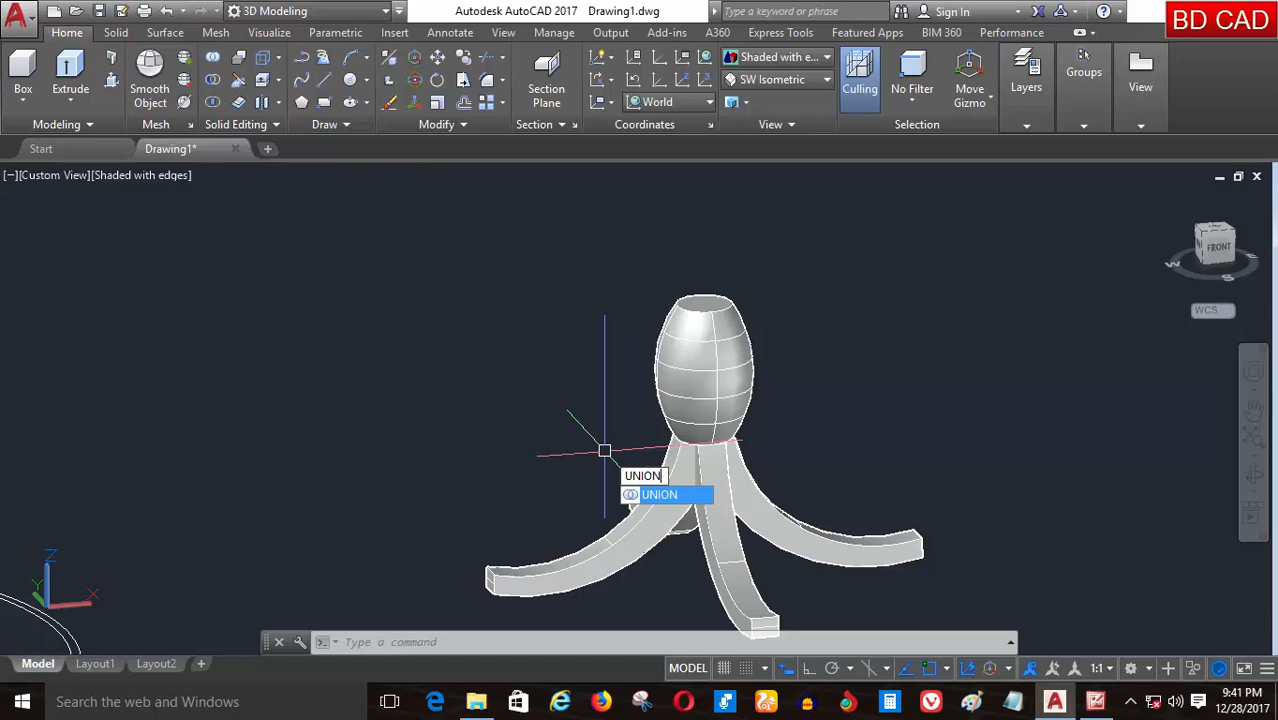 3D Modeling
Autodesk AutoCAD 2017 Drawing1.dwg
Type a keyword or phrase
Sign In
BD CAD
Home Solid Surface Mesh Visualize Parametric Insert Annotate View Manage Output Add-ins A360 Express Tools Featured Apps BIM 360 Performance
Box
Extrude
Smooth Object
Section Plane
World
Shaded with e...
SW Isometric
Culling
No Filter
Move Gizmo
Layers
Groups
View
Modeling
Mesh
Solid Editing
Draw
Modify
Section
Coordinates
View
Selection
Start
Drawing1*
[−][Custom View][Shaded with edges]
FRONT
W
S
E
WCS
UNION
UNION
Z
Y
X
Type a command
Model Layout1 Layout2
MODEL
1:1
Search the web and Windows
9:41 PM
12/28/2017